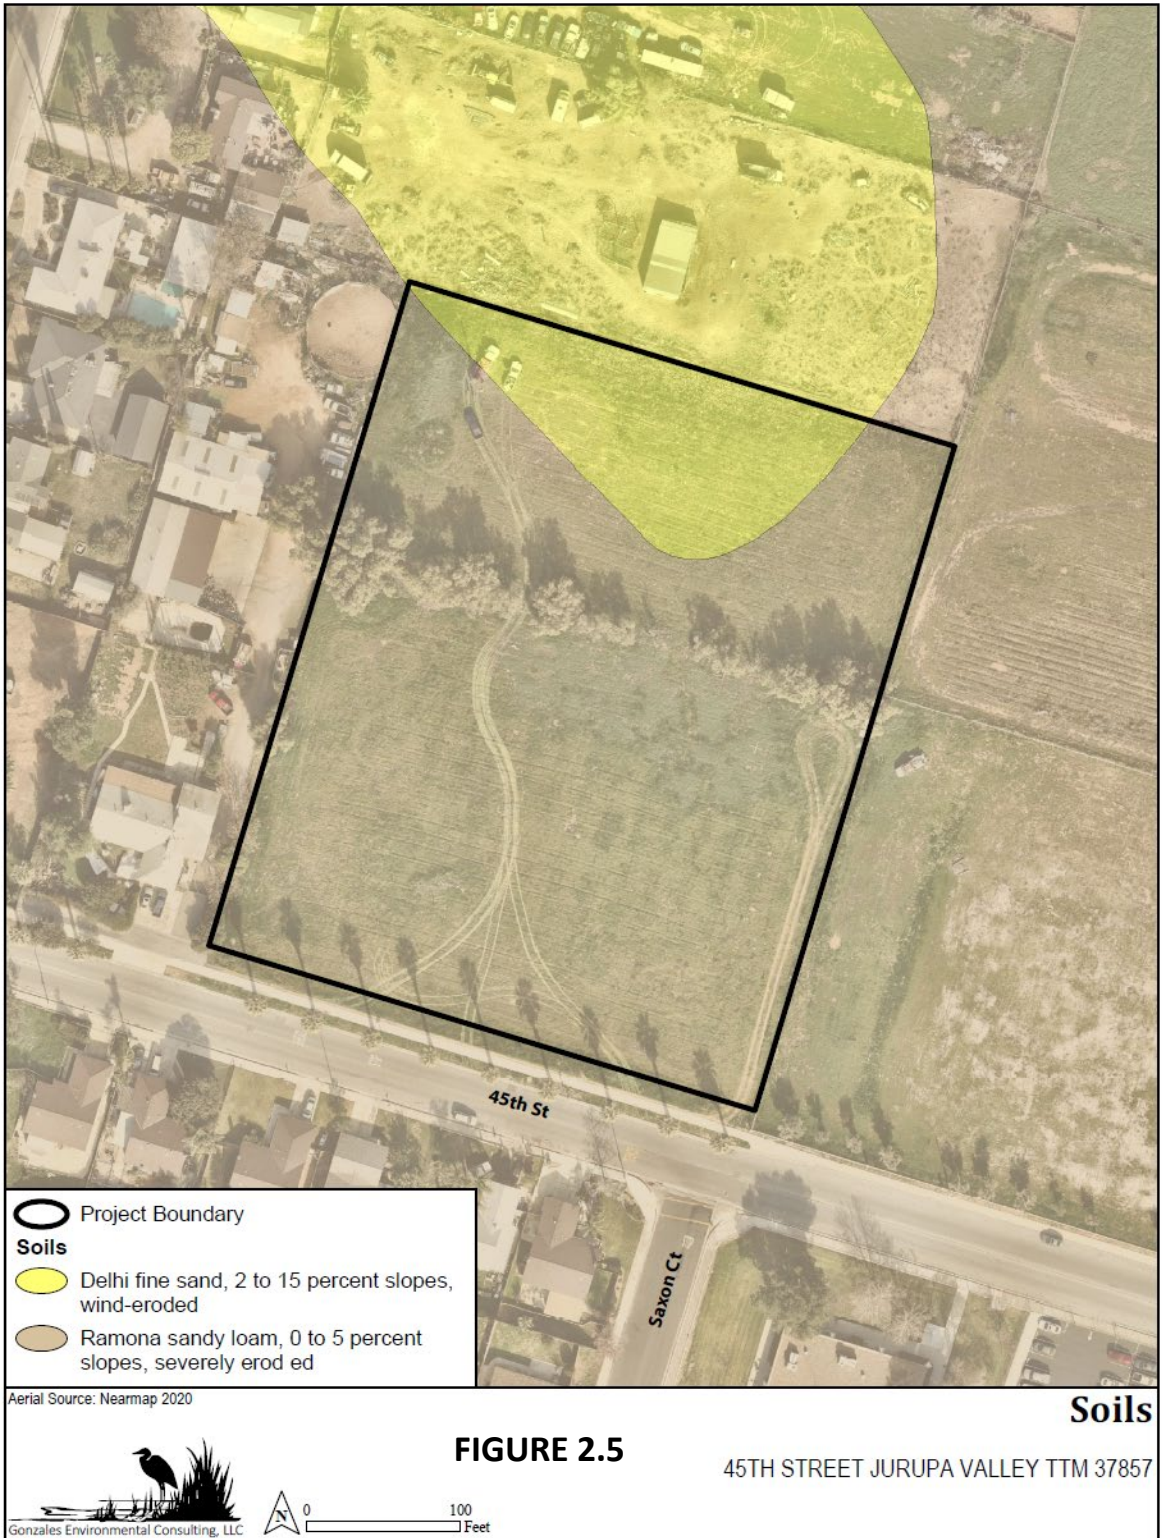 45th St
Saxon Ct
Project Boundary
Soils
Delhi fine sand, 2 to 15 percent slopes,
wind-eroded
Ramona sandy loam, 0 to 5 percent
slopes, severely erod ed
Aerial Source: Nearmap 2020
Soils
FIGURE 2.5
45TH STREET JURUPA VALLEY TTM 37857
Gonzales Environmental Consulting, LLC
N
0 100
Feet